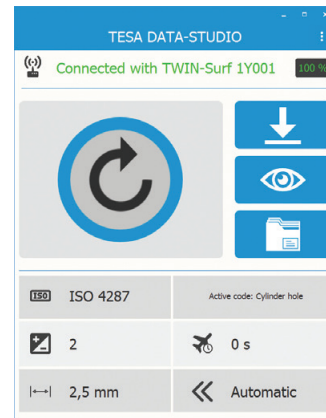 TESA DATA-STUDIO
Connected with TWIN-Surf 1Y001 100 %
ISO ISO 4287 Active code: Cylinder hole
2 0 s
2,5 mm Automatic